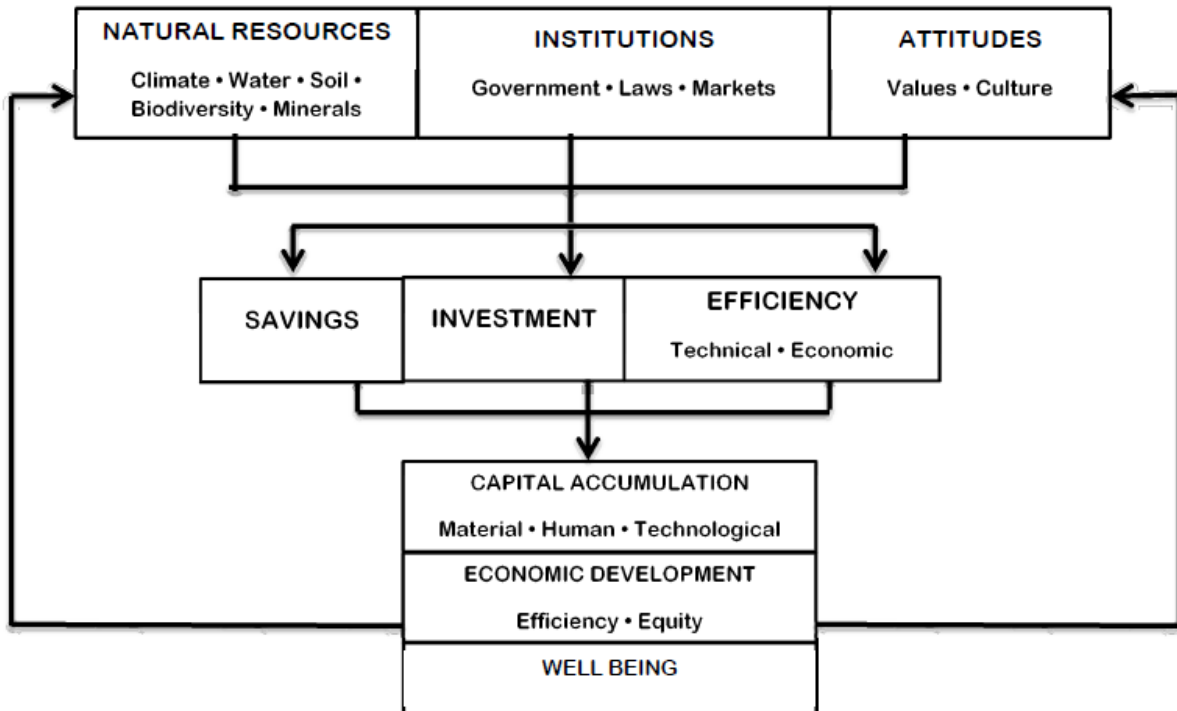 NATURAL RESOURCES
Climate • Water • Soil •
Biodiversity • Minerals
INSTITUTIONS
Government • Laws • Markets
ATTITUDES
Values • Culture
SAVINGS
INVESTMENT
EFFICIENCY
Technical • Economic
CAPITAL ACCUMULATION
Material • Human • Technological
ECONOMIC DEVELOPMENT
Efficiency • Equity
WELL BEING